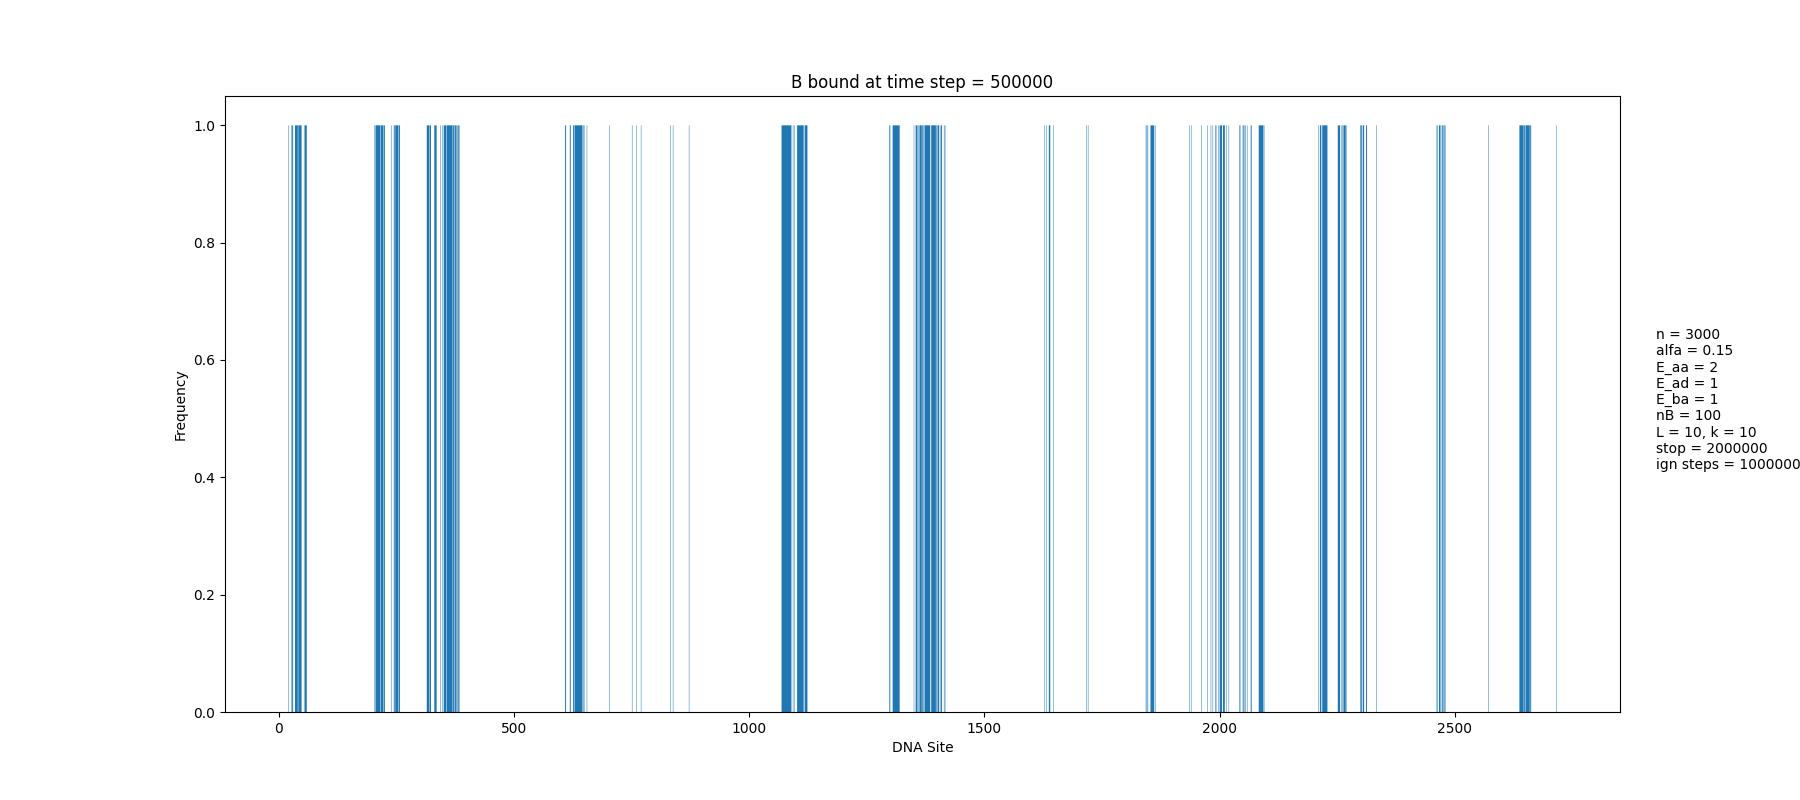 B bound at time step = 500000
1.0
0.8
0.6
0.4
0.2
0.0
Frequency
0 500 1000 1500 2000 2500
DNA Site
n = 3000
alfa = 0.15
E_aa = 2
E_ad = 1
E_ba = 1
nB = 100
L = 10, k = 10
stop = 2000000
ign steps = 1000000